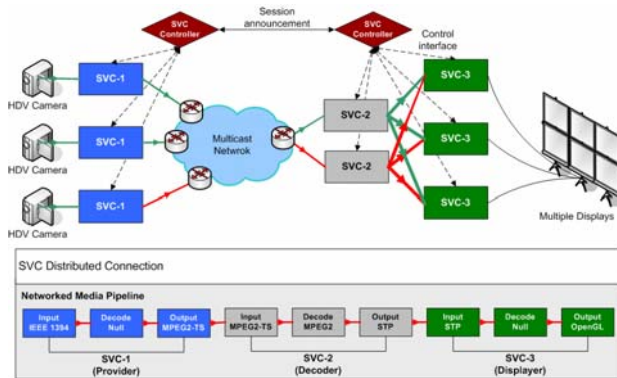 SVC
Controller
Session
announcement
SVC
Controller
Control
interface
HDV Camera
SVC-1
SVC-3
HDV Camera
SVC-1
Multicast
Netwrok
SVC-2
SVC-3
HDV Camera
SVC-1
SVC-2
SVC-3
Multiple Displays
SVC Distributed Connection
Networked Media Pipeline
Input
IEEE 1394
Decode
Null
Output
MPEG2-TS
Input
MPEG2-TS
Decode
MPEG2
Output
STP
Input
STP
Decode
Null
Output
OpenGL
SVC-1
(Provider)
SVC-2
(Decoder)
SVC-3
(Displayer)